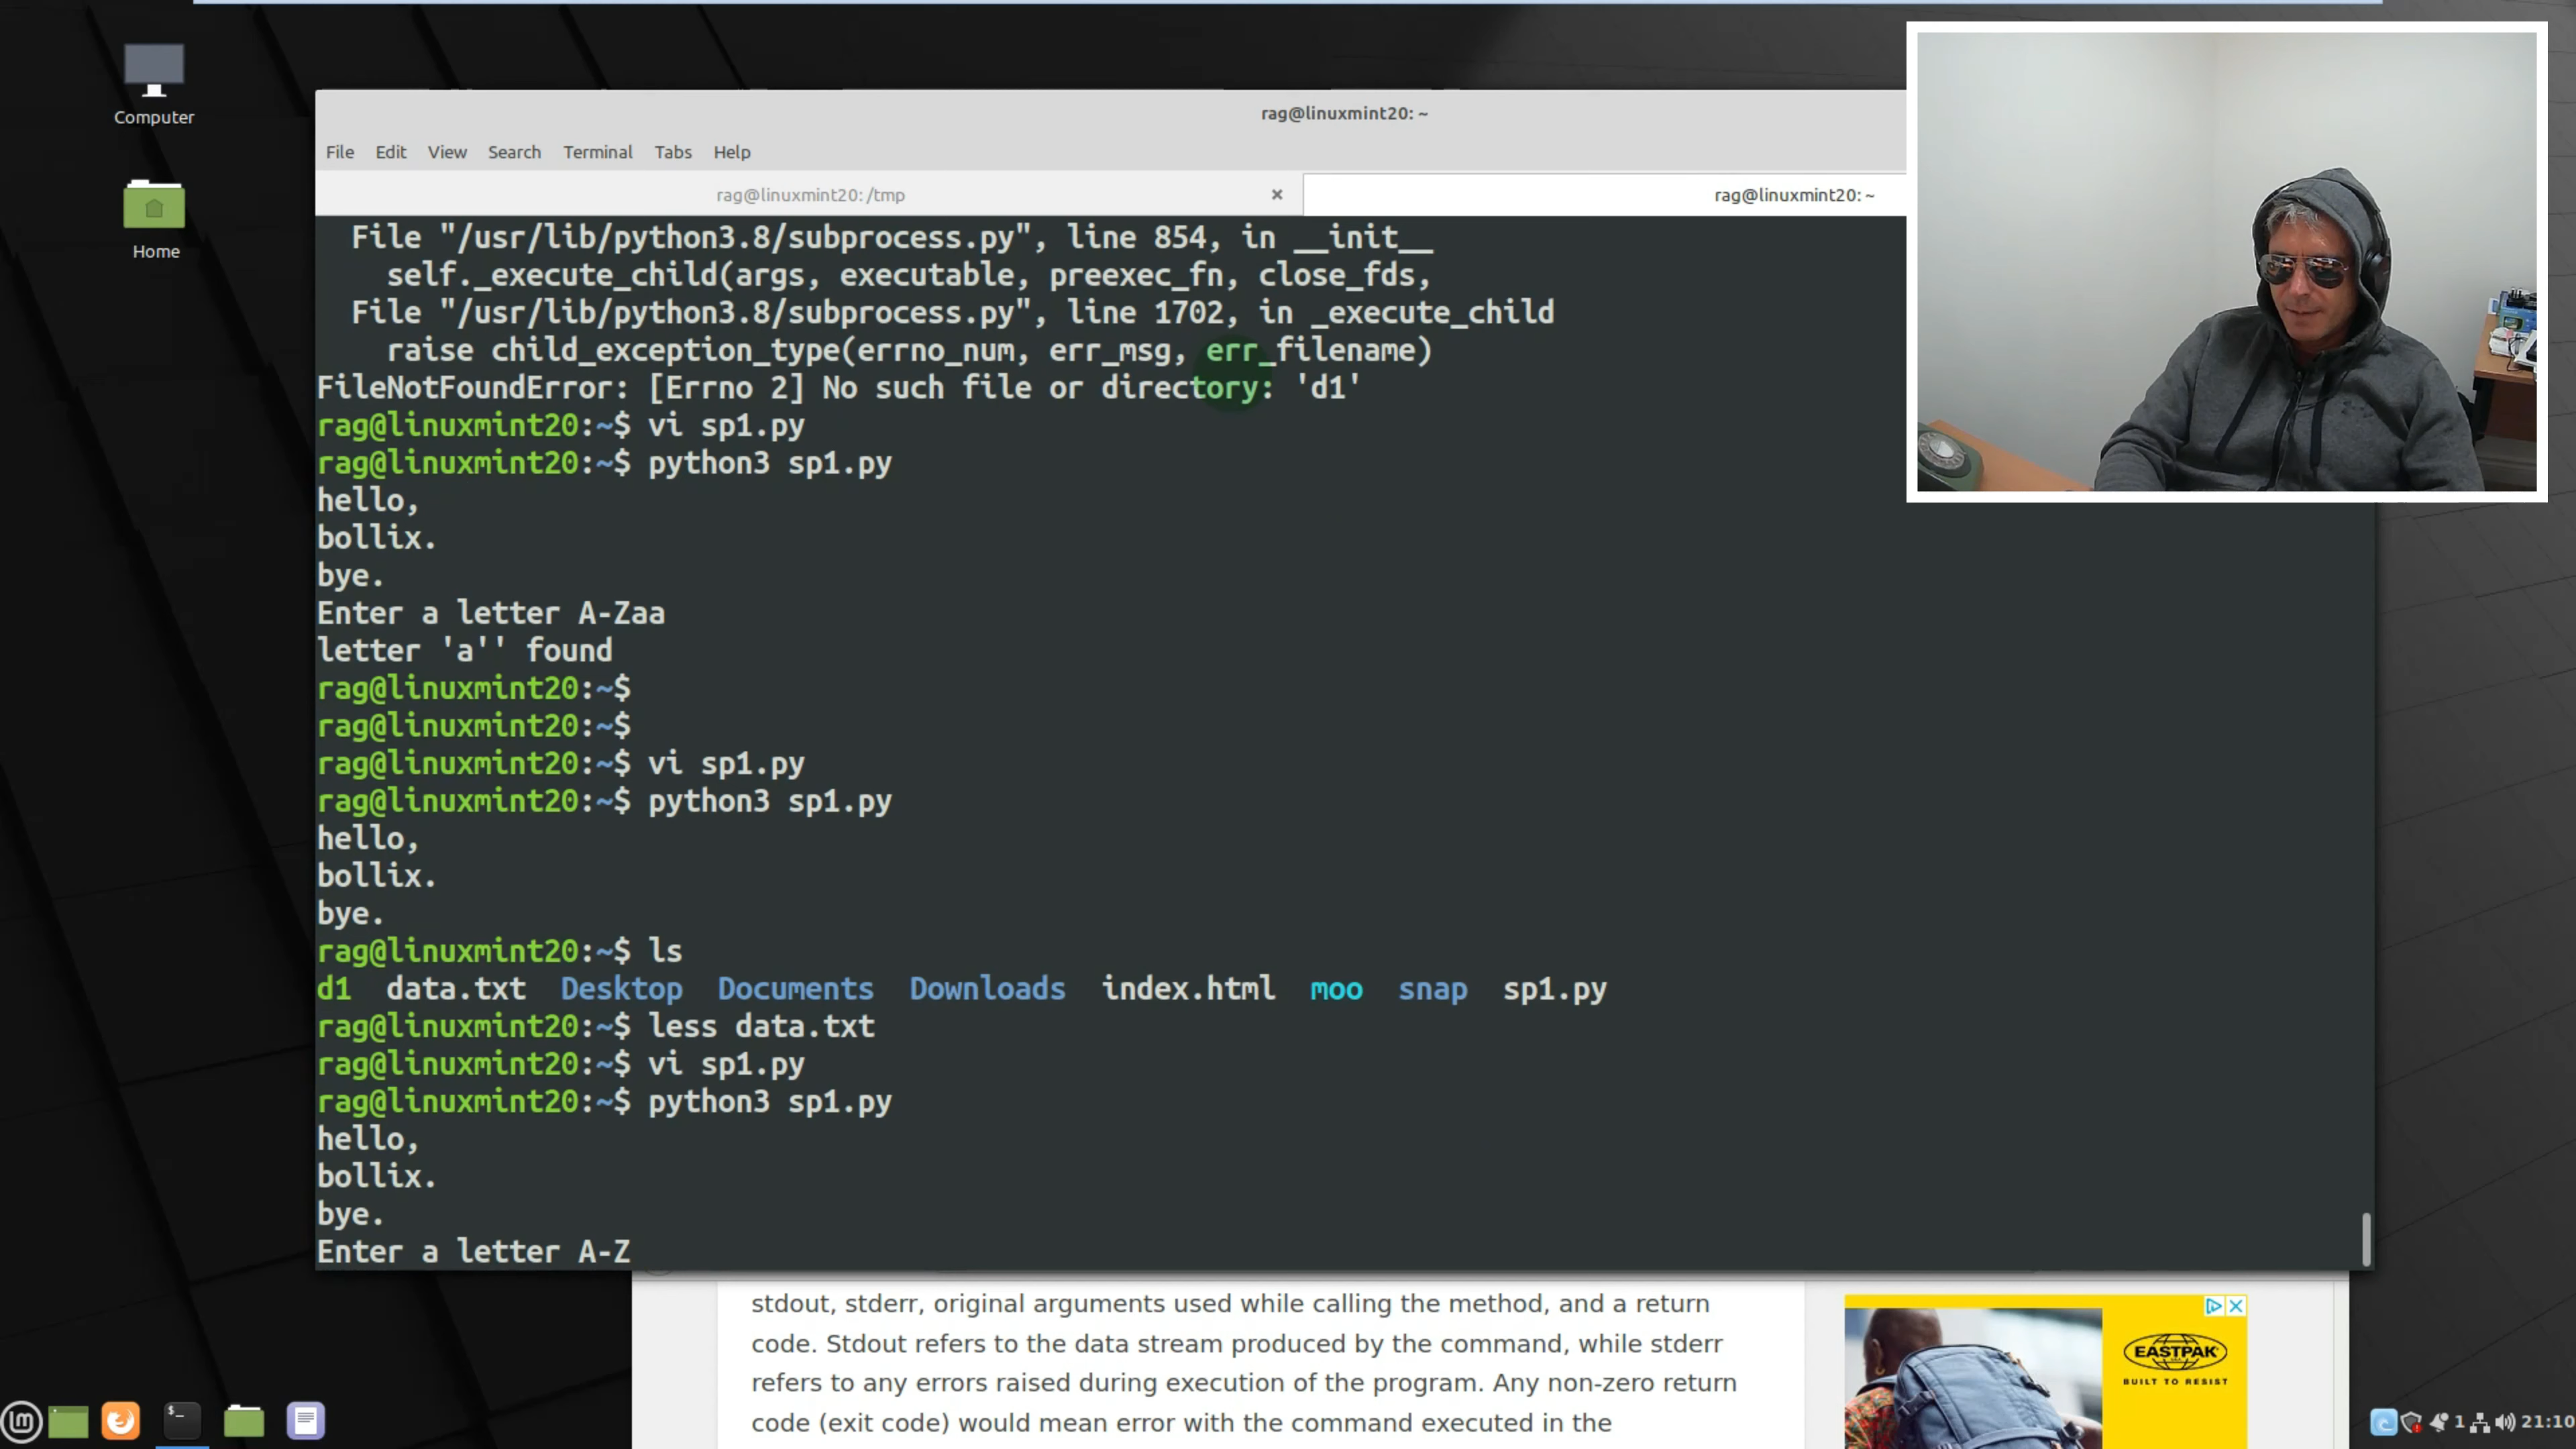 Computer
Home
rag@linuxmint20: ~
File Edit View Search Terminal Tabs Help
rag@linuxmint20: /tmp
rag@linuxmint20: ~
File "/usr/lib/python3.8/subprocess.py", line 854, in __init__
self._execute_child(args, executable, preexec_fn, close_fds,
File "/usr/lib/python3.8/subprocess.py", line 1702, in _execute_child
raise child_exception_type(errno_num, err_msg, err_filename)
FileNotFoundError: [Errno 2] No such file or directory: 'd1'
rag@linuxmint20:~$ vi sp1.py
rag@linuxmint20:~$ python3 sp1.py
hello,
bollix.
bye.
Enter a letter A-Zaa
letter 'a'' found
rag@linuxmint20:~$
rag@linuxmint20:~$
rag@linuxmint20:~$ vi sp1.py
rag@linuxmint20:~$ python3 sp1.py
hello,
bollix.
bye.
rag@linuxmint20:~$ ls
d1 data.txt Desktop Documents Downloads index.html moo snap sp1.py
rag@linuxmint20:~$ less data.txt
rag@linuxmint20:~$ vi sp1.py
rag@linuxmint20:~$ python3 sp1.py
hello,
bollix.
bye.
Enter a letter A-Z
stdout, stderr, original arguments used while calling the method, and a return
code. Stdout refers to the data stream produced by the command, while stderr
refers to any errors raised during execution of the program. Any non-zero return
code (exit code) would mean error with the command executed in the
EASTPAK
BUILT TO RESIST
1
21:10